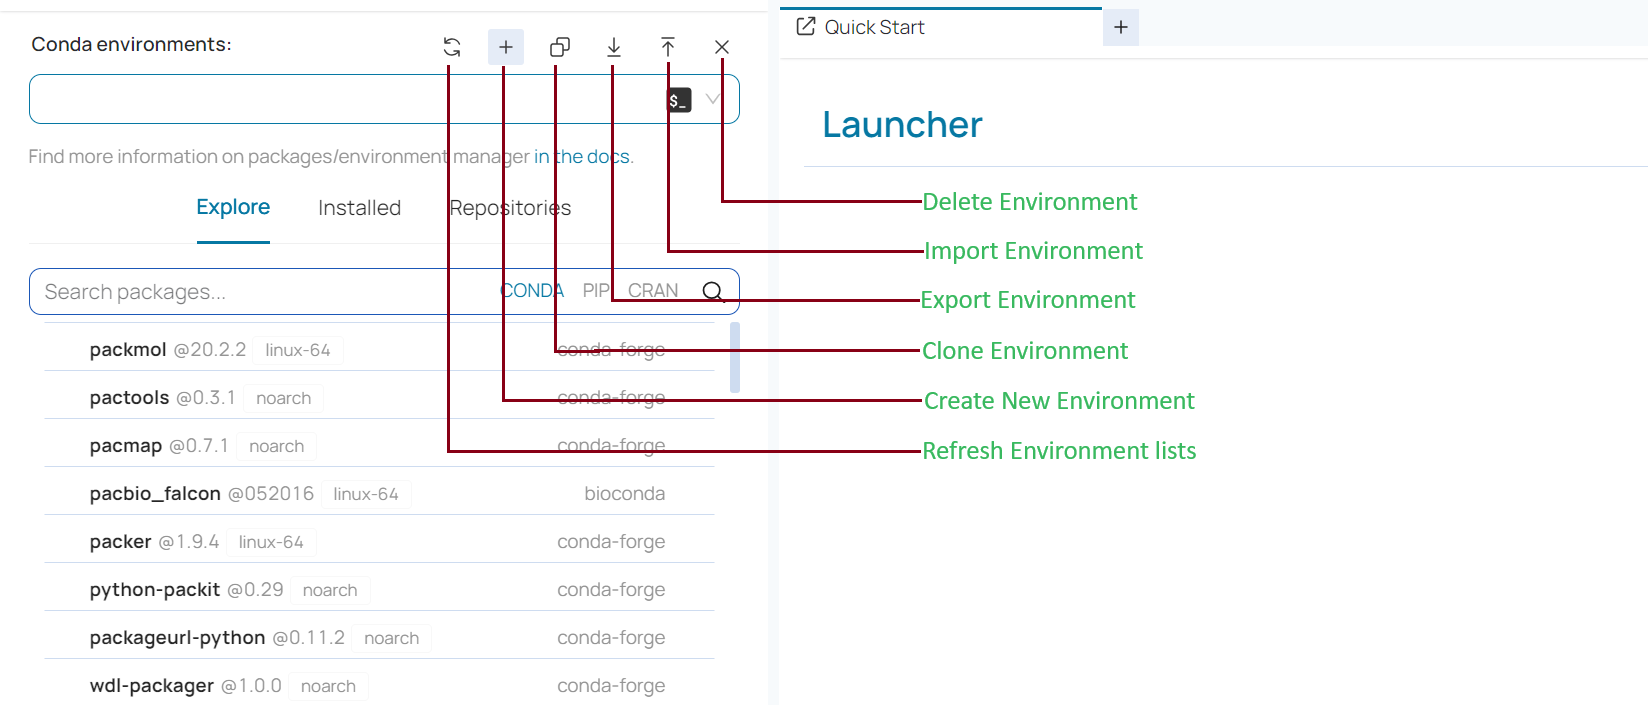 Conda environments:
$_
Find more information on packages/environment manager in the docs.
Explore Installed Repositories
Search packages... CONDA PIP CRAN
packmol @20.2.2 linux-64 conda-forge
pactools @0.3.1 noarch conda-forge
pacmap @0.7.1 noarch conda-forge
pacbio_falcon @052016 linux-64 bioconda
packer @1.9.4 linux-64 conda-forge
python-packit @0.29 noarch conda-forge
packageurl-python @0.11.2 noarch conda-forge
wdl-packager @1.0.0 noarch conda-forge
Quick Start +
Launcher
Delete Environment
Import Environment
Export Environment
Clone Environment
Create New Environment
Refresh Environment lists